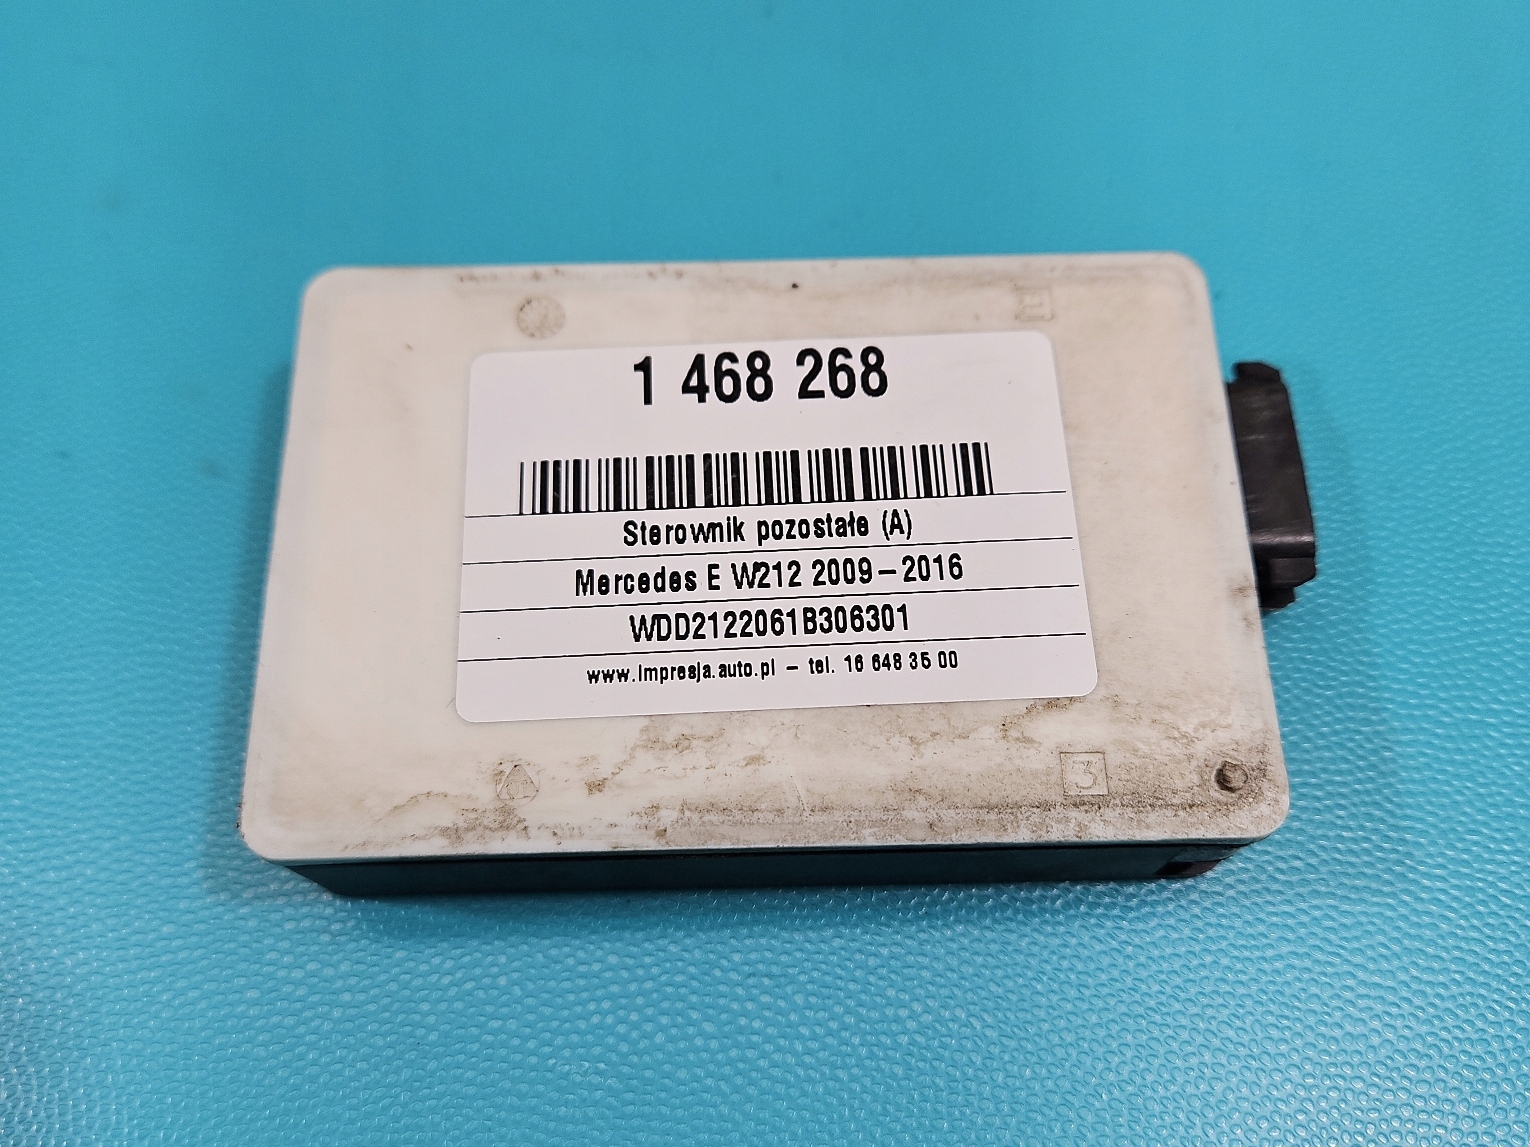 1 468 268
Sterownik pozostałe (A)
Mercedes E W212 2009-2016
WDD2122061B306301
www.impresja.auto.pl - tel. 16 648 35 00
3